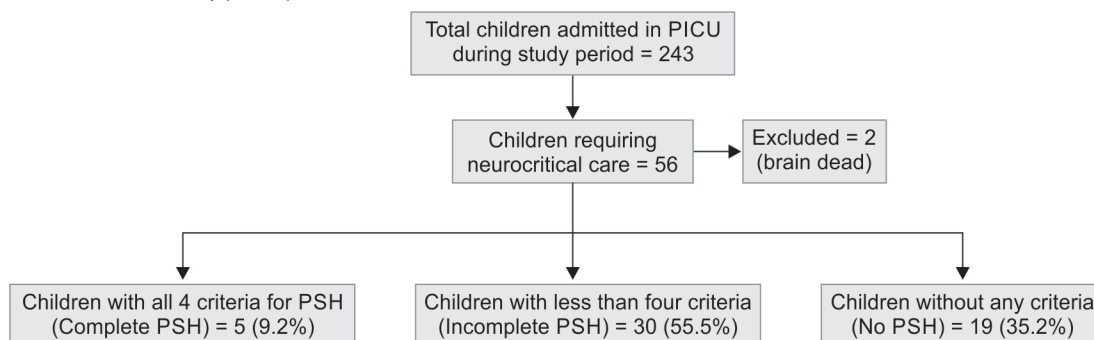 Total children admitted in PICU
during study period = 243
Children requiring
neurocritical care = 56
Excluded = 2
(brain dead)
Children with all 4 criteria for PSH
(Complete PSH) = 5 (9.2%)
Children with less than four criteria
(Incomplete PSH) = 30 (55.5%)
Children without any criteria
(No PSH) = 19 (35.2%)